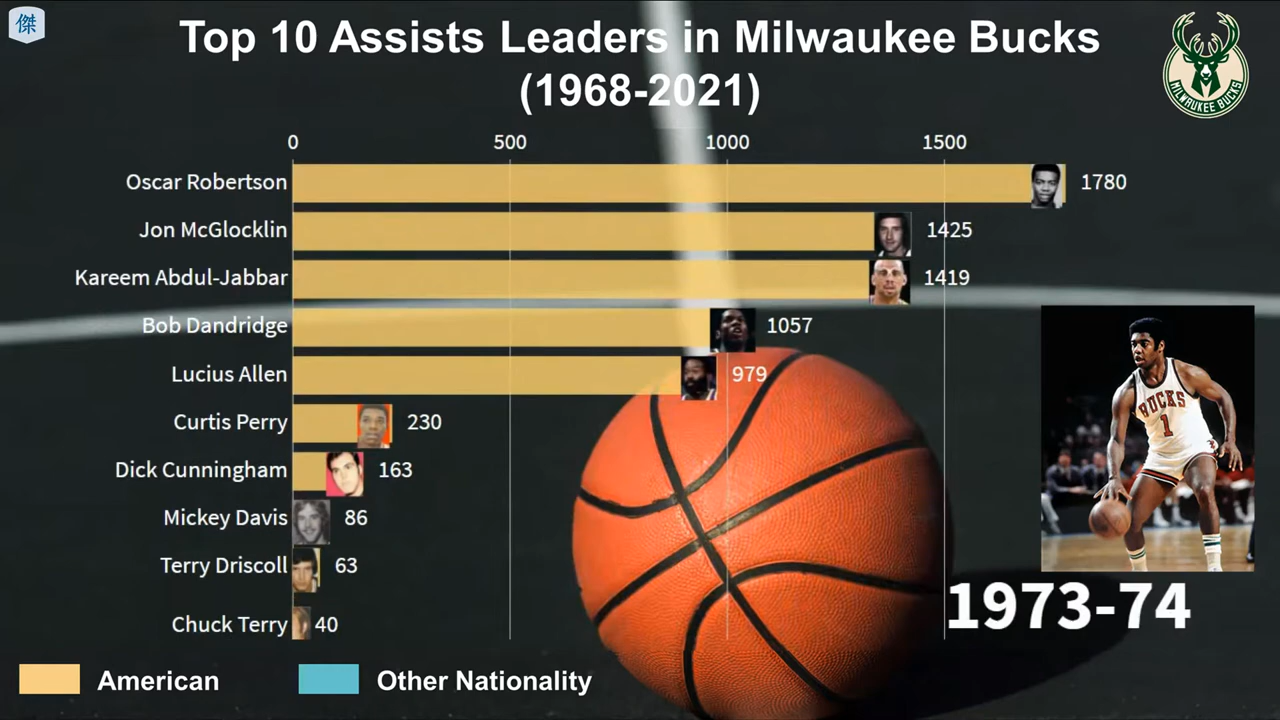 傑
Top 10 Assists Leaders in Milwaukee Bucks
(1968-2021)
MILWAUKEE BUCKS
0 500 1000 1500
Oscar Robertson 1780
Jon McGlocklin 1425
Kareem Abdul-Jabbar 1419
Bob Dandridge 1057
Lucius Allen 979
Curtis Perry 230
Dick Cunningham 163
Mickey Davis 86
Terry Driscoll 63
Chuck Terry 40
BUCKS
1
1973-74
American Other Nationality